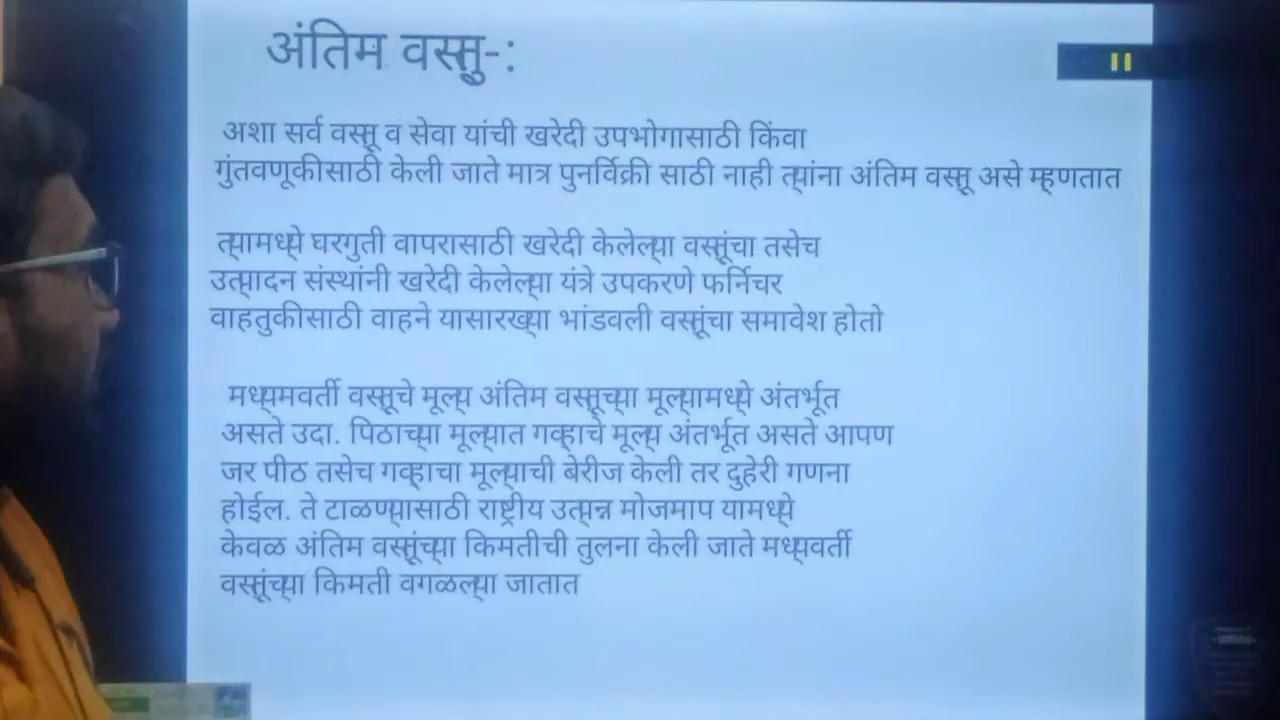 अंतिम वस्तु-:
अशा सर्व वस्तू व सेवा यांची खरेदी उपभोगासाठी किंवा
गुंतवणूकीसाठी केली जाते मात्र पुनर्विक्री साठी नाही त्यांना अंतिम वस्तू असे म्हणतात
त्यामध्ये घरगुती वापरासाठी खरेदी केलेल्या वस्तूंचा तसेच
उत्पादन संस्थांनी खरेदी केलेल्या यंत्रे उपकरणे फर्निचर
वाहतुकीसाठी वाहने यासारख्या भांडवली वस्तूंचा समावेश होतो
मध्यमवर्ती वस्तूचे मूल्य अंतिम वस्तूच्या मूल्यामध्ये अंतर्भूत
असते उदा. पिठाच्या मूल्यात गव्हाचे मूल्य अंतर्भूत असते आपण
जर पीठ तसेच गव्हाचा मूल्याची बेरीज केली तर दुहेरी गणना
होईल. ते टाळण्यासाठी राष्ट्रीय उत्पन्न मोजमाप यामध्ये
केवळ अंतिम वस्तूंच्या किमतीची तुलना केली जाते मध्यवर्ती
वस्तूंच्या किमती वगळल्या जातात